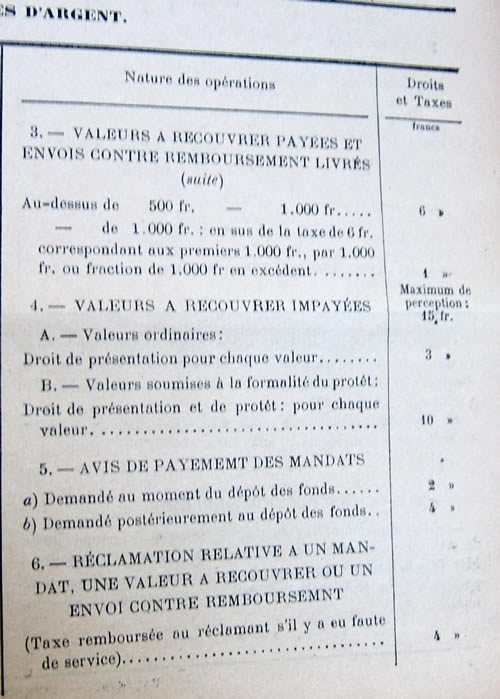 ES D'ARGENT.
Nature des opérations
Droits
et Taxes
francs
3. — VALEURS A RECOUVRER PAYÉES ET
ENVOIS CONTRE REMBOURSEMENT LIVRÉS
(suite)
Au-dessus de 500 fr. — 1.000 fr..... 6 »
— de 1.000 fr. : en sus de la taxe de 6 fr.
correspondant aux premiers 1.000 fr., par 1.000
fr. ou fraction de 1.000 fr en excédent........ 1 »
Maximum de
perception :
15 fr.
4. — VALEURS A RECOUVRER IMPAYÉES
A. — Valeurs ordinaires :
Droit de présentation pour chaque valeur........ 3 »
B. — Valeurs soumises à la formalité du protêt :
Droit de présentation et de protêt : pour chaque
valeur. .................................... 10 »
5. — AVIS DE PAYEMEMT DES MANDATS
a) Demandé au moment du dépôt des fonds...... 2 »
b) Demandé postérieurement au dépôt des fonds.. 4 »
6. — RÉCLAMATION RELATIVE A UN MAN-
DAT, UNE VALEUR A RECOUVRER OU UN
ENVOI CONTRE REMBOURSEMNT
(Taxe remboursée au réclamant s'il y a eu faute
de service)................................. 4 »